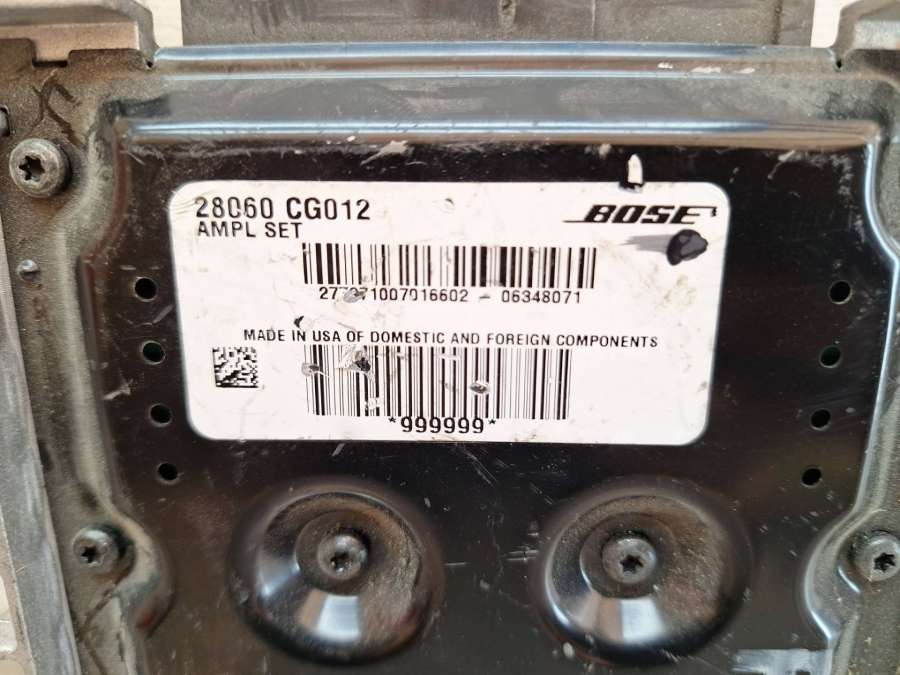 28060 CG012
BOSE
AMPL SET
06348071
MADE IN USA OF DOMESTIC AND FOREIGN COMPONENTS
*999999*